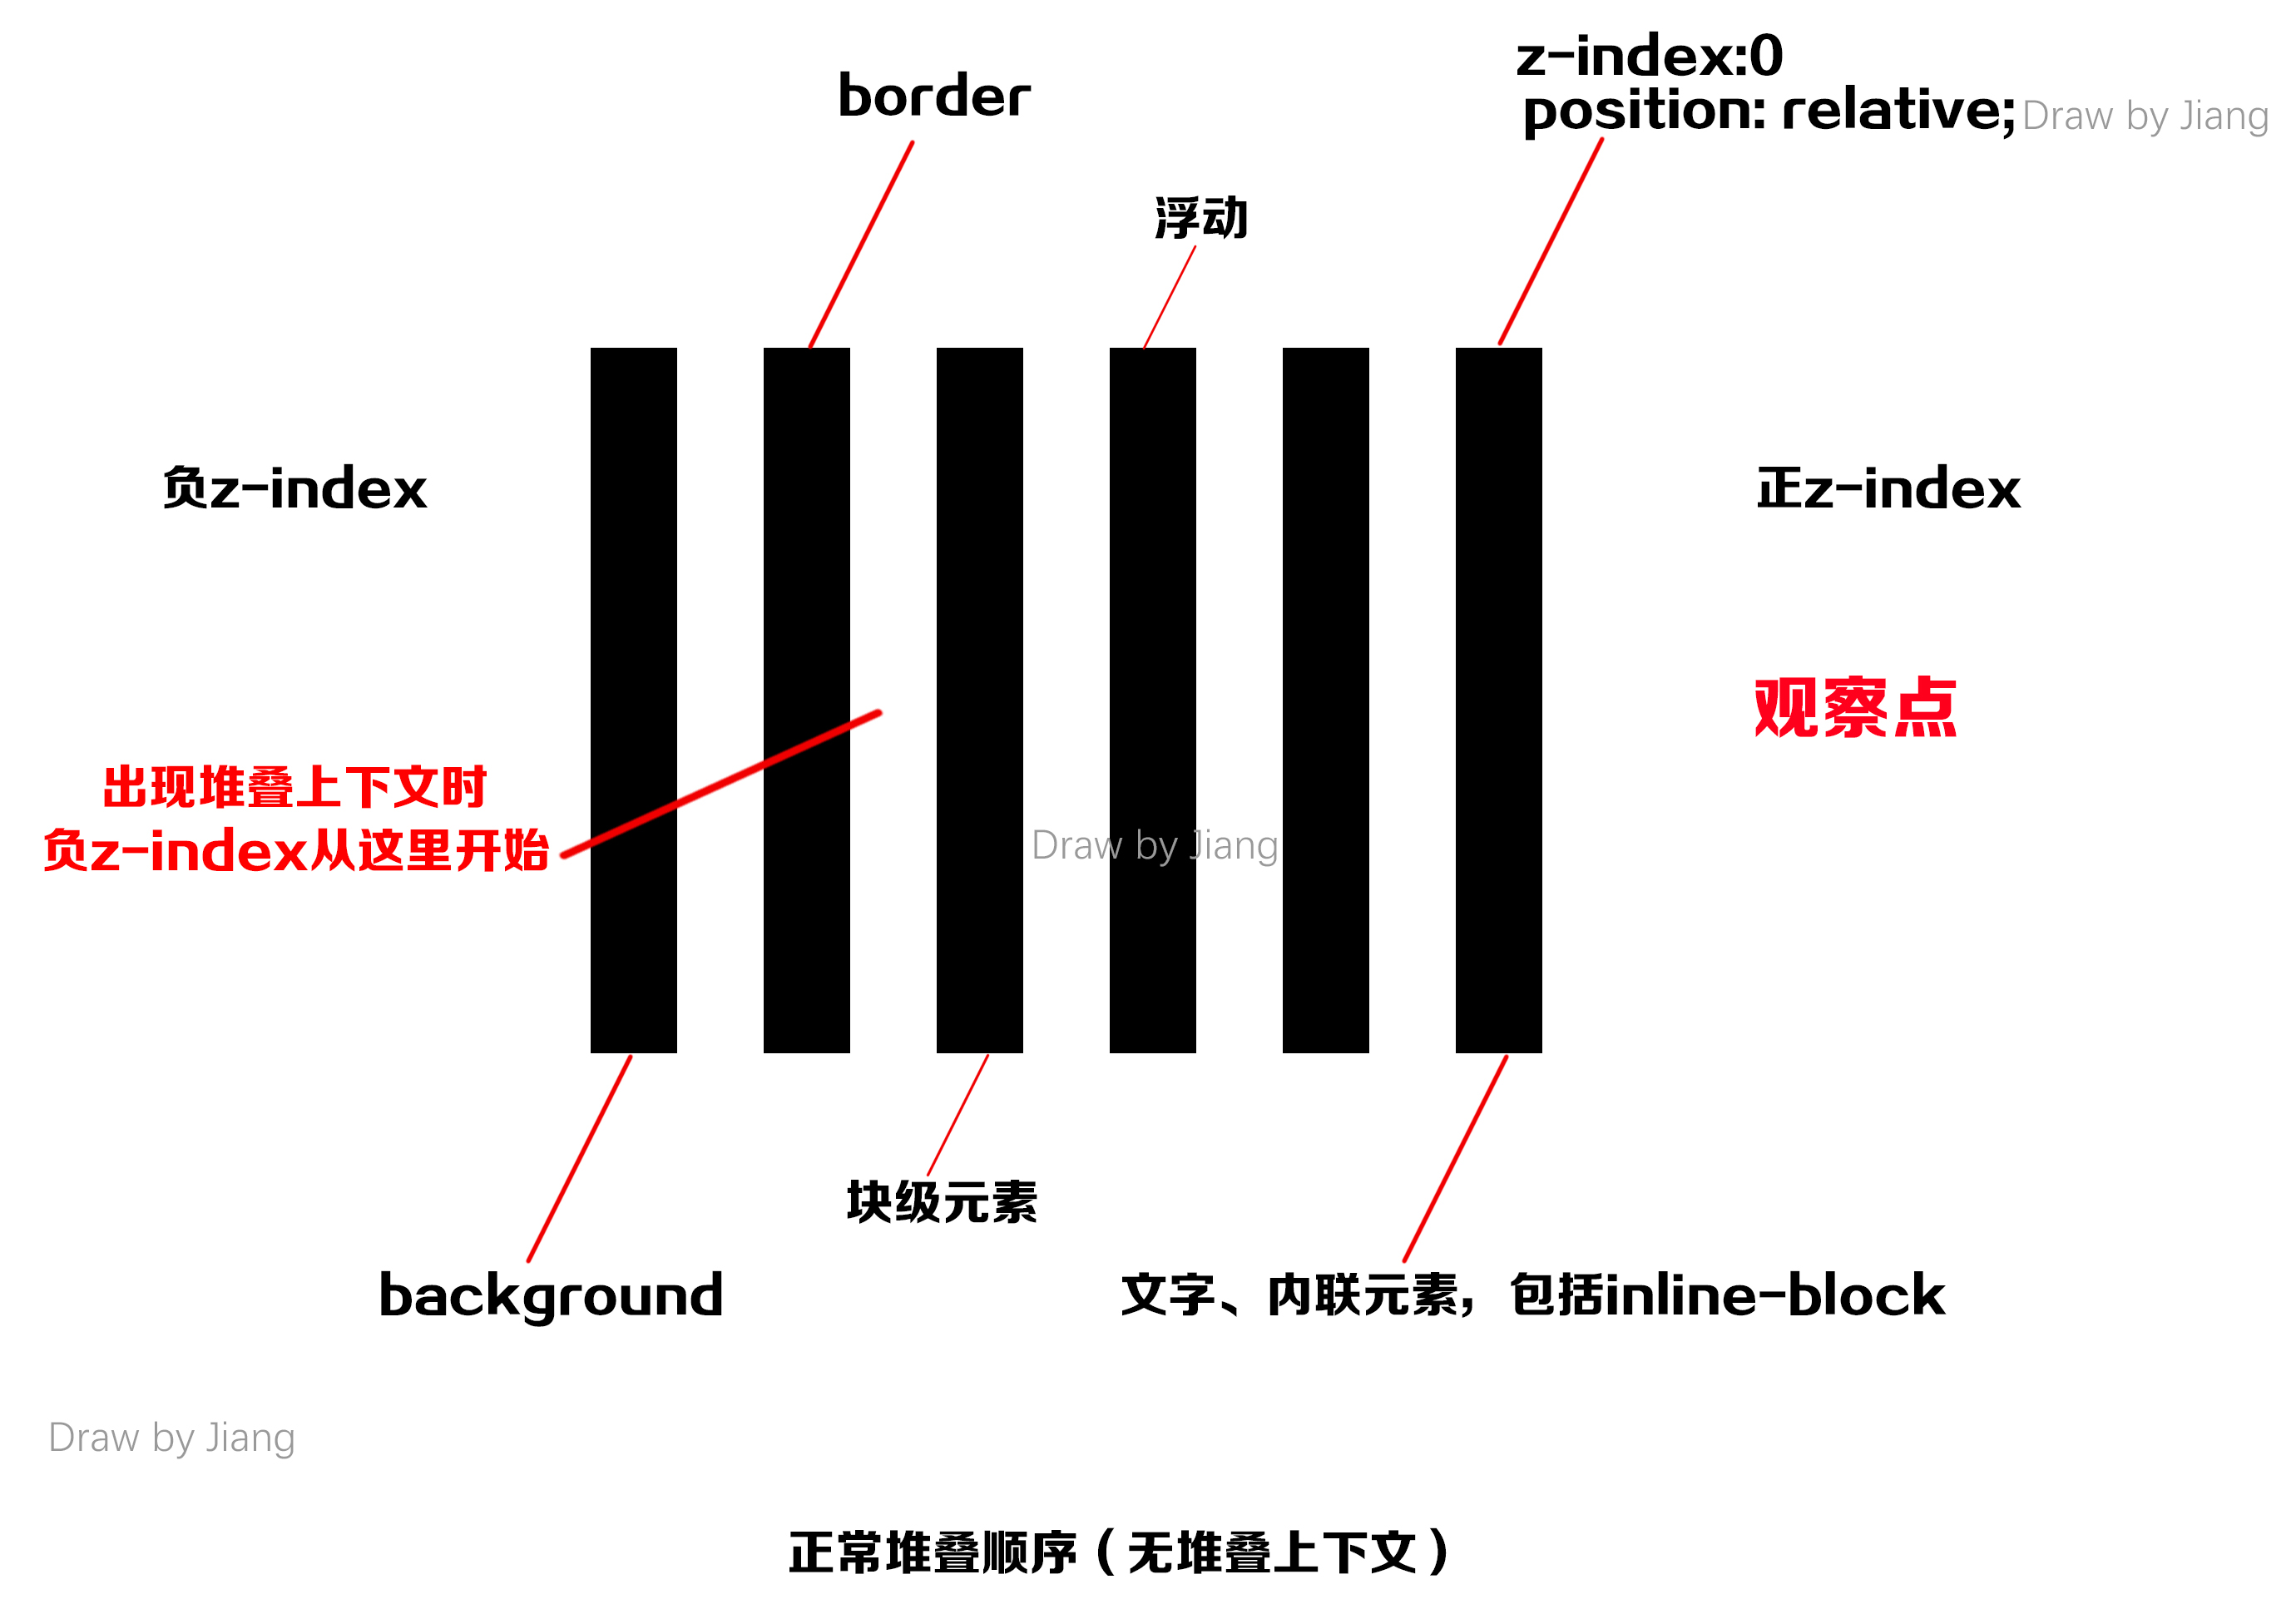 z-index:0
border
position: relative;
Draw by Jiang
浮动
负z-index
正z-index
观察点
出现堆叠上下文时
负z-index从这里开始
Draw by Jiang
块级元素
background
文字、内联元素，包括inline-block
Draw by Jiang
正常堆叠顺序（无堆叠上下文）